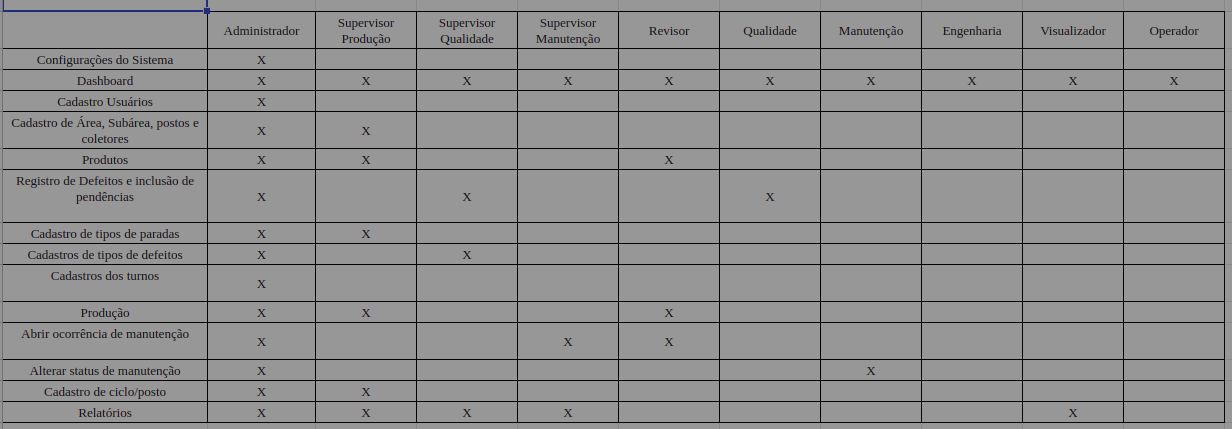 Administrador Supervisor Produção Supervisor Qualidade Supervisor Manutenção Revisor Qualidade Manutenção Engenharia Visualizador Operador
Configurações do Sistema X
Dashboard X X X X X X X X X X
Cadastro Usuários X
Cadastro de Área, Subárea, postos e
coletores X X
Produtos X X X
Registro de Defeitos e inclusão de
pendências X X X
Cadastro de tipos de paradas X X
Cadastros de tipos de defeitos X X
Cadastros dos turnos X
Produção X X X
Abrir ocorrência de manutenção X X X
Alterar status de manutenção X X
Cadastro de ciclo/posto X X
Relatórios X X X X X